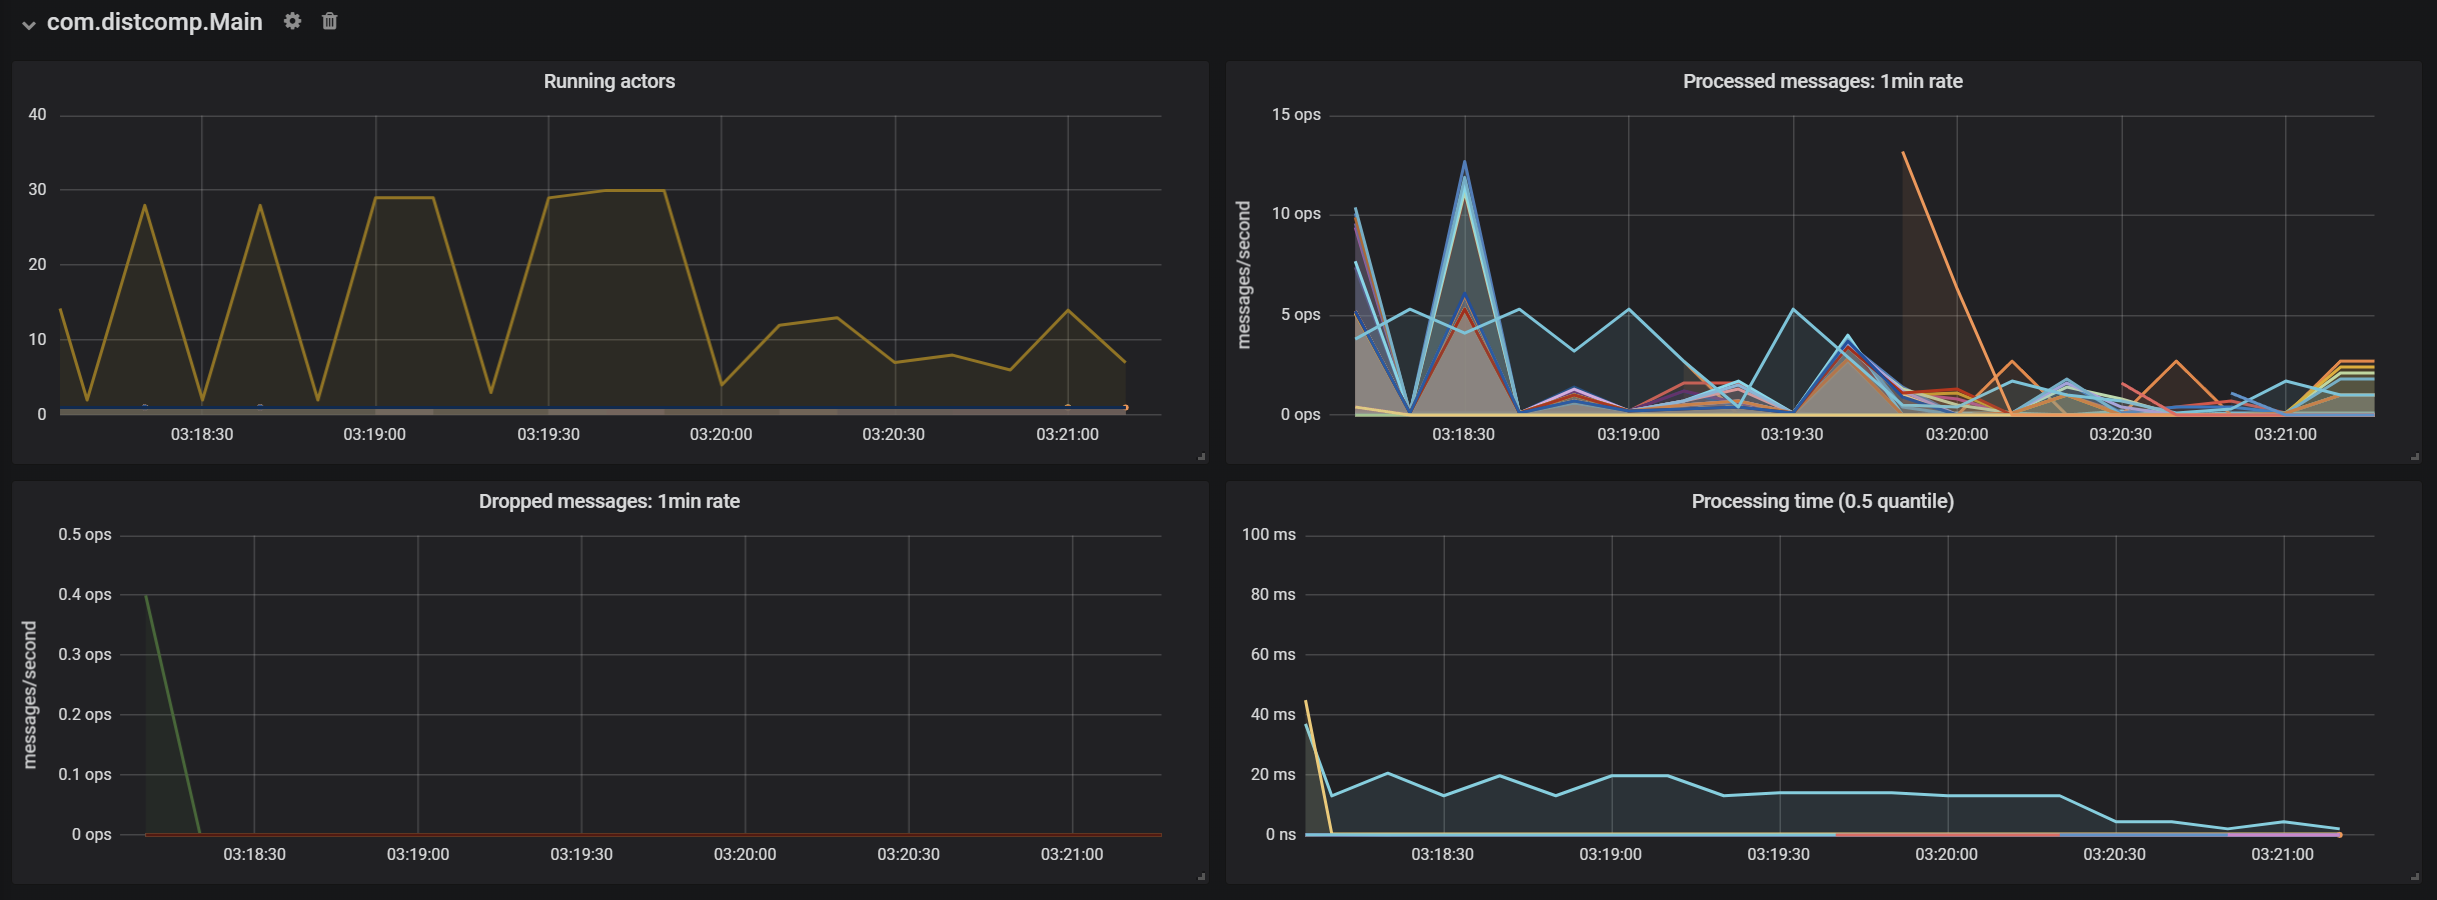 com.distcomp.Main
Running actors
40
30
20
10
0
03:18:30 03:19:00 03:19:30 03:20:00 03:20:30 03:21:00
Processed messages: 1min rate
messages/second
15 ops
10 ops
5 ops
0 ops
03:18:30 03:19:00 03:19:30 03:20:00 03:20:30 03:21:00
Dropped messages: 1min rate
messages/second
0.5 ops
0.4 ops
0.3 ops
0.2 ops
0.1 ops
0 ops
03:18:30 03:19:00 03:19:30 03:20:00 03:20:30 03:21:00
Processing time (0.5 quantile)
100 ms
80 ms
60 ms
40 ms
20 ms
0 ns
03:18:30 03:19:00 03:19:30 03:20:00 03:20:30 03:21:00